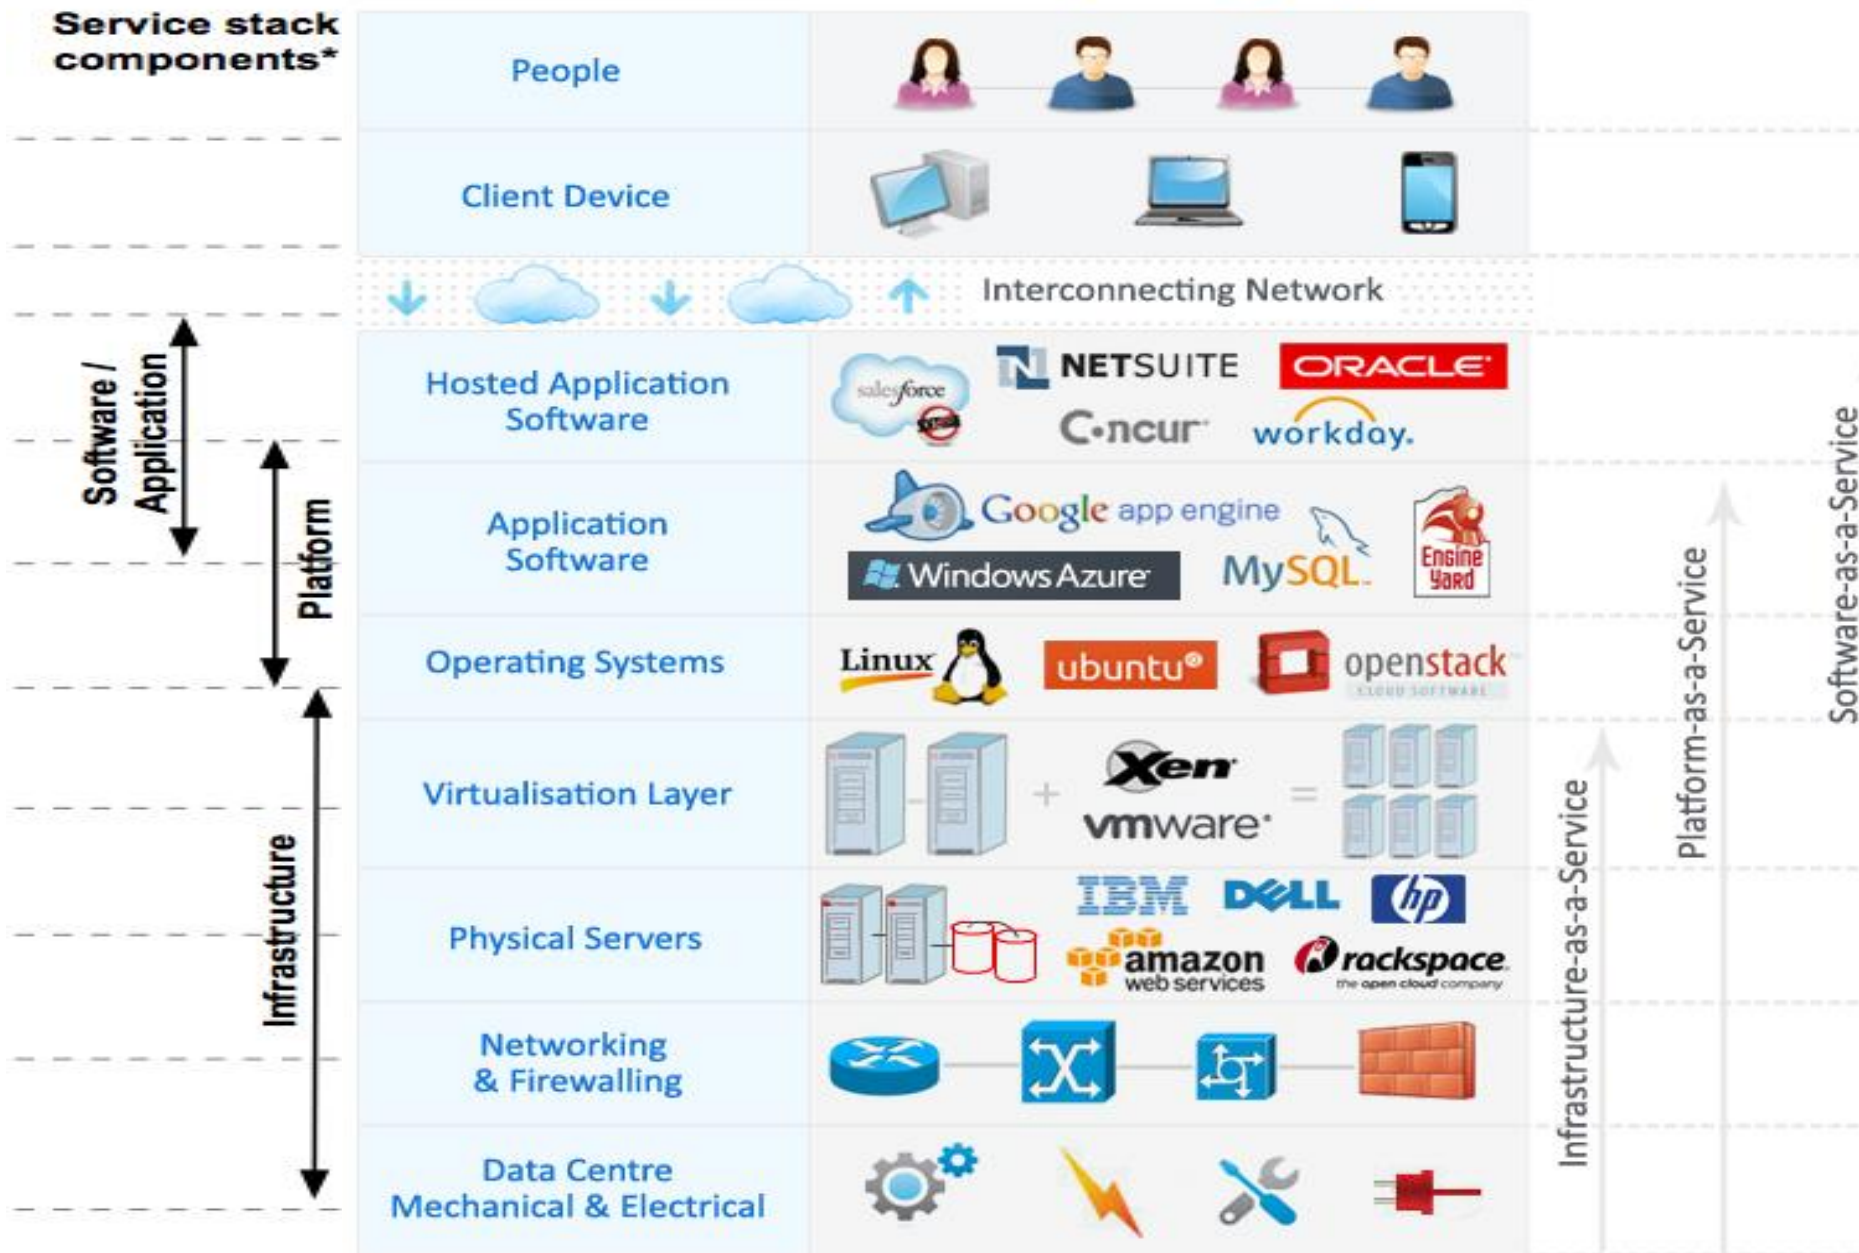 Service stack
components*
People
Client Device
Interconnecting Network
Software /
Application
Hosted Application
Software
salesforce
NETSUITE
ORACLE
C•ncur
workday.
Platform
Application
Software
Google app engine
Windows Azure
MySQL
Engine
Yard
Operating Systems
Linux
ubuntu®
openstack
CLOUD SOFTWARE
Infrastructure
Virtualisation Layer
+
Xen
vmware
=
Physical Servers
IBM
DELL
hp
amazon
web services
rackspace.
the open cloud company
Networking
& Firewalling
Data Centre
Mechanical & Electrical
Infrastructure-as-a-Service
Platform-as-a-Service
Software-as-a-Service